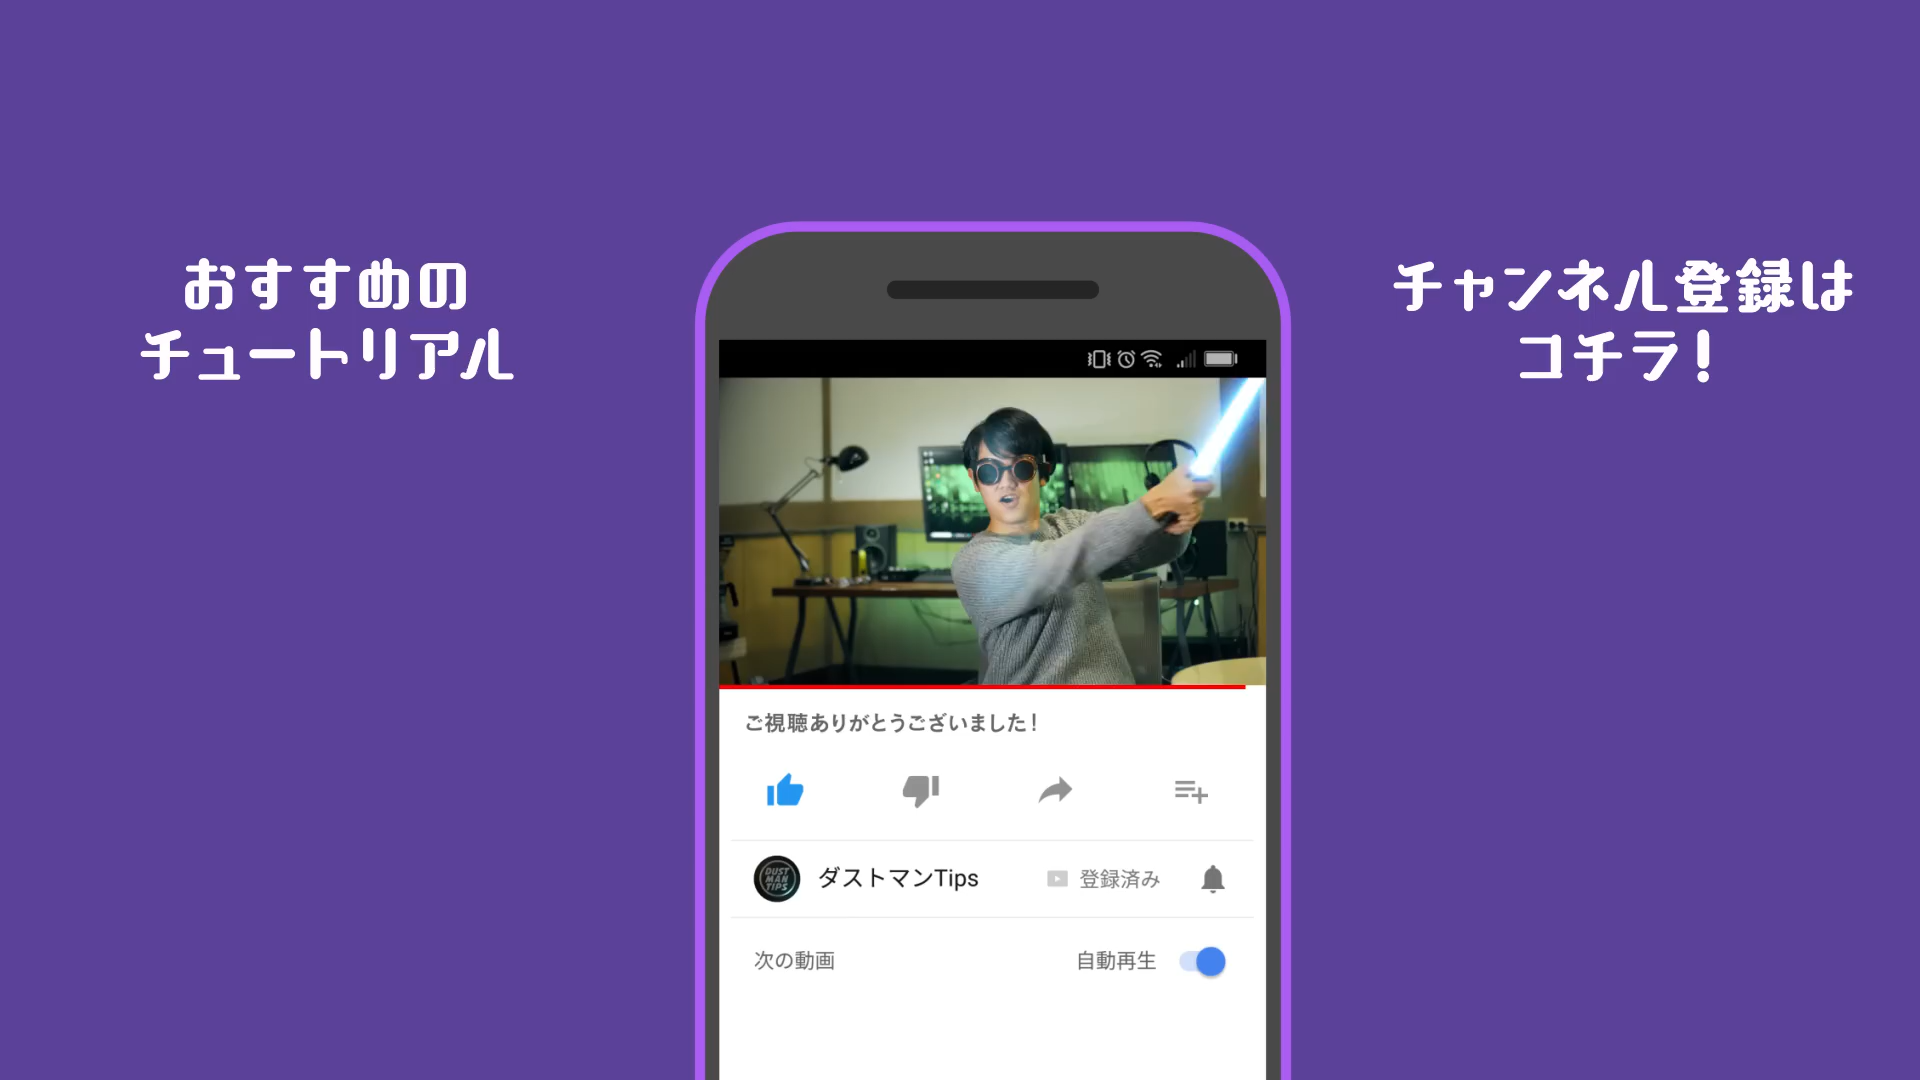 おすすめの
チュートリアル
チャンネル登録は
コチラ！
ご視聴ありがとうございました！
DUST
MAN
TIPS
ダストマンTips
登録済み
次の動画
自動再生